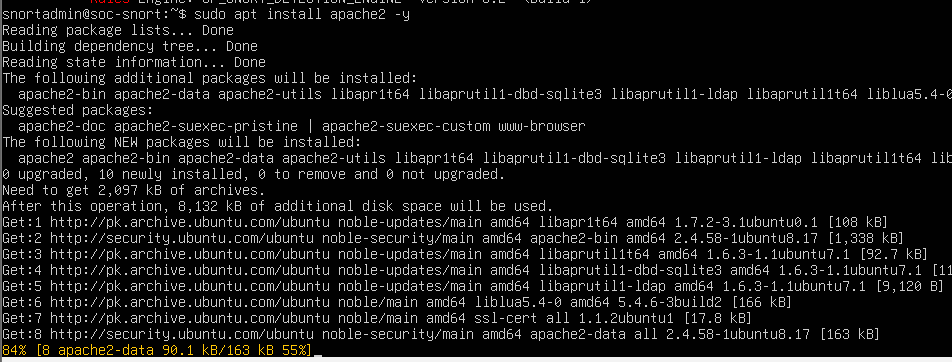 Rules Engine: SF_SNORT_DETECTION_ENGINE Version 3.2 <Build 1>
snortadmin@soc-snort:~$ sudo apt install apache2 -y
Reading package lists... Done
Building dependency tree... Done
Reading state information... Done
The following additional packages will be installed:
  apache2-bin apache2-data apache2-utils libapr1t64 libaprutil1-dbd-sqlite3 libaprutil1-ldap libaprutil1t64 liblua5.4-0
Suggested packages:
  apache2-doc apache2-suexec-pristine | apache2-suexec-custom www-browser
The following NEW packages will be installed:
  apache2 apache2-bin apache2-data apache2-utils libapr1t64 libaprutil1-dbd-sqlite3 libaprutil1-ldap libaprutil1t64 lib
0 upgraded, 10 newly installed, 0 to remove and 0 not upgraded.
Need to get 2,097 kB of archives.
After this operation, 8,132 kB of additional disk space will be used.
Get:1 http://pk.archive.ubuntu.com/ubuntu noble-updates/main amd64 libapr1t64 amd64 1.7.2-3.1ubuntu0.1 [108 kB]
Get:2 http://security.ubuntu.com/ubuntu noble-security/main amd64 apache2-bin amd64 2.4.58-1ubuntu8.17 [1,338 kB]
Get:3 http://pk.archive.ubuntu.com/ubuntu noble-updates/main amd64 libaprutil1t64 amd64 1.6.3-1.1ubuntu7.1 [92.7 kB]
Get:4 http://pk.archive.ubuntu.com/ubuntu noble-updates/main amd64 libaprutil1-dbd-sqlite3 amd64 1.6.3-1.1ubuntu7.1 [11
Get:5 http://pk.archive.ubuntu.com/ubuntu noble-updates/main amd64 libaprutil1-ldap amd64 1.6.3-1.1ubuntu7.1 [9,120 B]
Get:6 http://pk.archive.ubuntu.com/ubuntu noble/main amd64 liblua5.4-0 amd64 5.4.6-3build2 [166 kB]
Get:7 http://pk.archive.ubuntu.com/ubuntu noble/main amd64 ssl-cert all 1.1.2ubuntu1 [17.8 kB]
Get:8 http://security.ubuntu.com/ubuntu noble-security/main amd64 apache2-data all 2.4.58-1ubuntu8.17 [163 kB]
84% [8 apache2-data 90.1 kB/163 kB 55%]